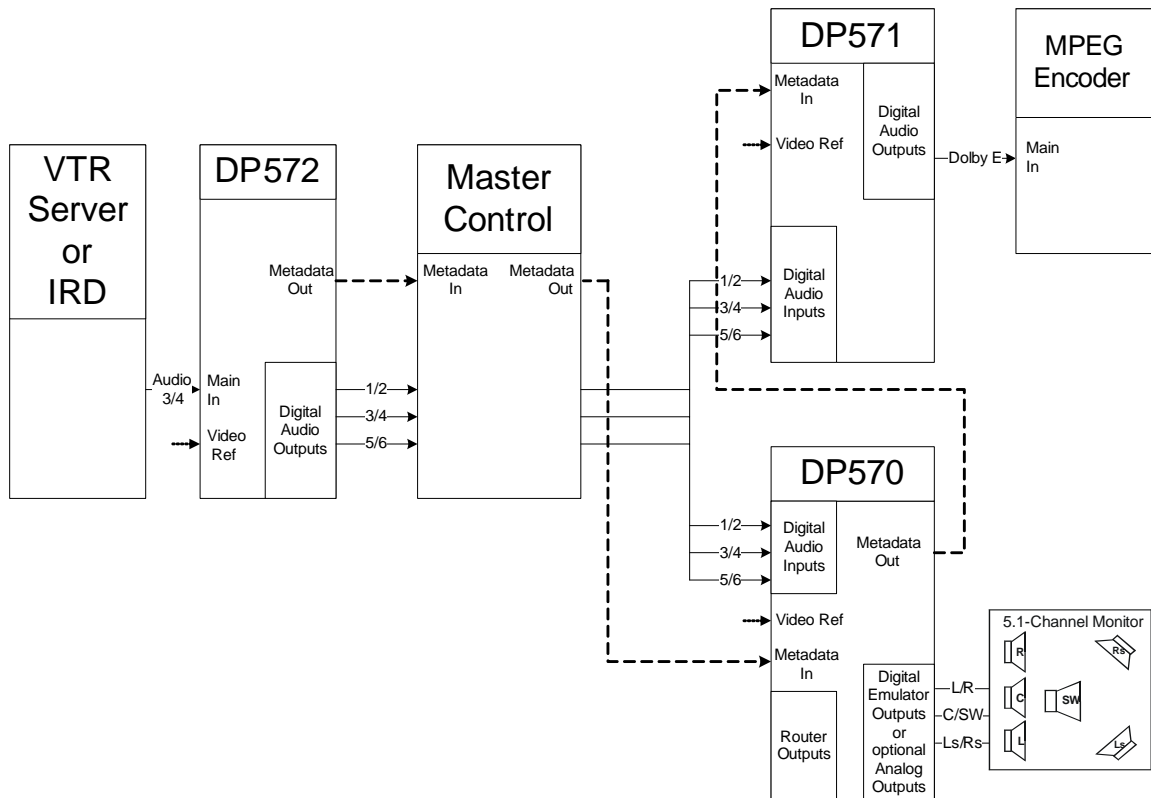 VTR
Server
or
IRD
Audio
3/4
DP572
Metadata
Out
Main
In
Video
Ref
Digital
Audio
Outputs
1/2
3/4
5/6
Master
Control
Metadata
In
Metadata
Out
DP571
Metadata
In
Video Ref
Digital
Audio
Outputs
1/2
3/4
5/6
Digital
Audio
Inputs
Dolby E
MPEG
Encoder
Main
In
DP570
1/2
3/4
5/6
Digital
Audio
Inputs
Metadata
Out
Video Ref
Metadata
In
Router
Outputs
Digital
Emulator
Outputs
or
optional
Analog
Outputs
L/R
C/SW
Ls/Rs
5.1-Channel Monitor
R
Rs
C
SW
L
Ls